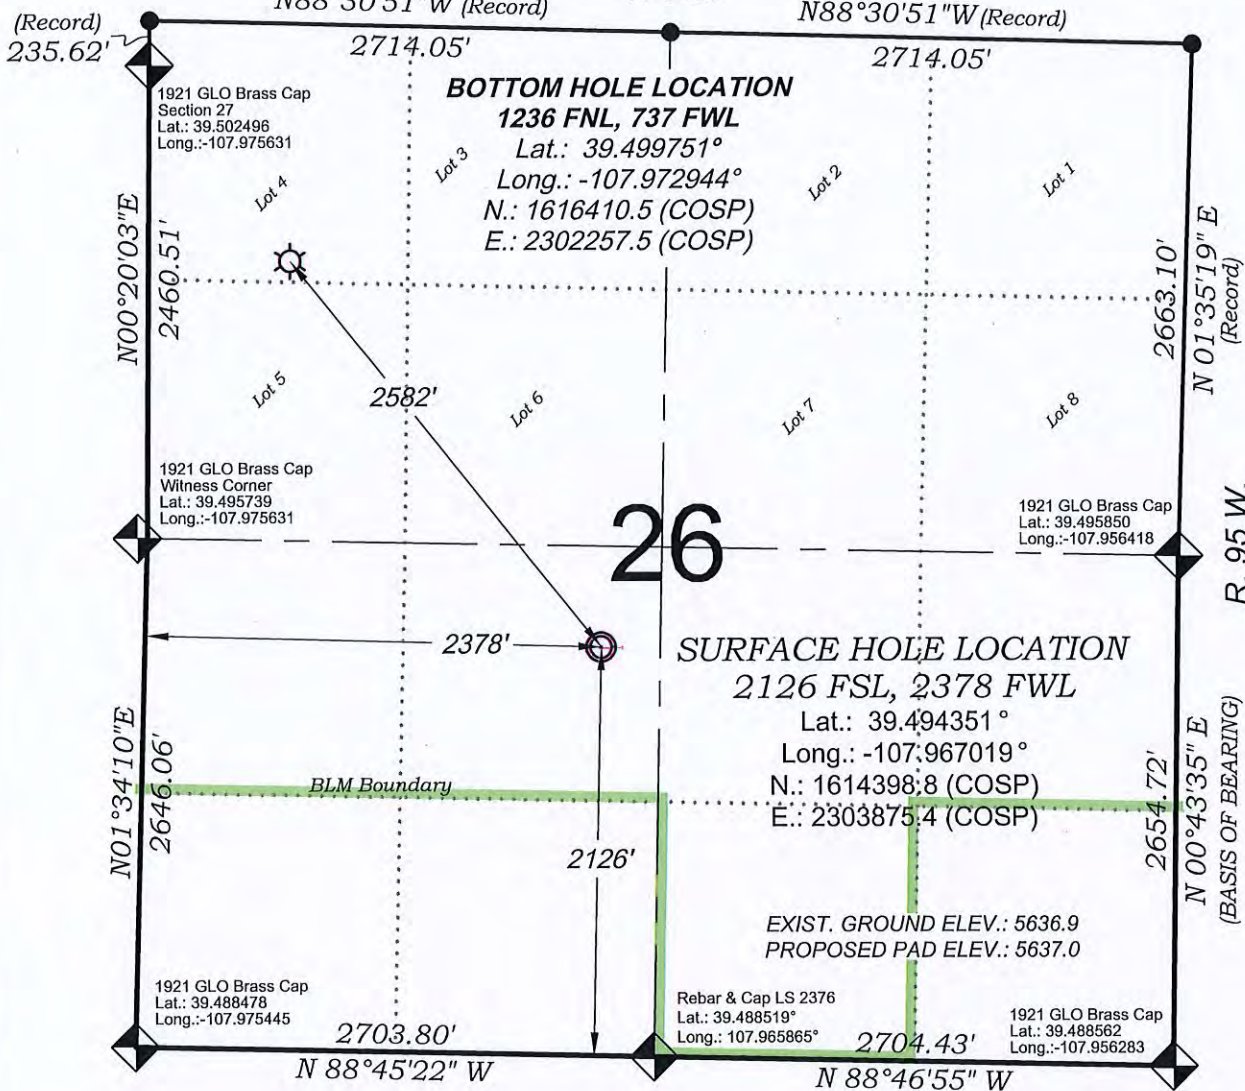 N88°30'51"W (Record)
N88°30'51"W (Record)
(Record)
235.62'
2714.05'
2714.05'
1921 GLO Brass Cap
Section 27
Lat.: 39.502496
Long.:-107.975631
BOTTOM HOLE LOCATION
1236 FNL, 737 FWL
Lat.: 39.499751°
Long.: -107.972944°
N.: 1616410.5 (COSP)
E.: 2302257.5 (COSP)
Lot 4
Lot 3
Lot 2
Lot 1
N00°20'03"E
2460.51'
2663.10'
N 01°35'19" E
(Record)
Lot 5
2582'
Lot 6
Lot 7
Lot 8
1921 GLO Brass Cap
Witness Corner
Lat.: 39.495739
Long.:-107.975631
26
1921 GLO Brass Cap
Lat.: 39.495850
Long.:-107.956418
R. 95 W.
2378'
SURFACE HOLE LOCATION
2126 FSL, 2378 FWL
Lat.: 39.494351°
Long.: -107.967019°
N.: 1614398.8 (COSP)
E.: 2303875.4 (COSP)
N01°34'10"E
2646.06'
BLM Boundary
2126'
2654.72'
N 00°43'35" E
(BASIS OF BEARING)
EXIST. GROUND ELEV.: 5636.9
PROPOSED PAD ELEV.: 5637.0
1921 GLO Brass Cap
Lat.: 39.488478
Long.:-107.975445
Rebar & Cap LS 2376
Lat.: 39.488519°
Long.: 107.965865°
1921 GLO Brass Cap
Lat.: 39.488562
Long.:-107.956283
2703.80'
2704.43'
N 88°45'22" W
N 88°46'55" W